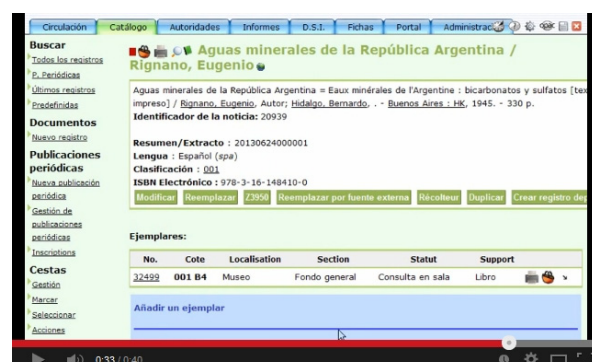 Circulación Catálogo Autoridades Informes D.S.I. Fichas Portal Administrac
Buscar
Todos los registros
P. Periódicas
Últimos registros
Predefinidas
Documentos
Nuevo registro
Publicaciones
periódicas
Nueva publicación
periódica
Gestión de
publicaciones
periódicas
Inscriptions
Cestas
Gestión
Marcar
Seleccionar
Acciones
Aguas minerales de la República Argentina /
Rignano, Eugenio
Aguas minerales de la República Argentina = Eaux minérales de l'Argentine : bicarbonatos y sulfatos [tex
impreso] / Rignano, Eugenio, Autor; Hidalgo, Bernardo, . - Buenos Aires : HK, 1945. - 330 p.
Identificador de la noticia: 20939
Resumen/Extracto : 20130624000001
Lengua : Español (spa)
Clasificación : 001
ISBN Electrónico : 978-3-16-148410-0
Modificar Reemplazar Z3950 Reemplazar por fuente externa Récolteur Duplicar Crear registro dep
Ejemplares:
No. Cote Localisation Section Statut Support
32499 001 B4 Museo Fondo general Consulta en sala Libro
Añadir un ejemplar
0:33 / 0:40